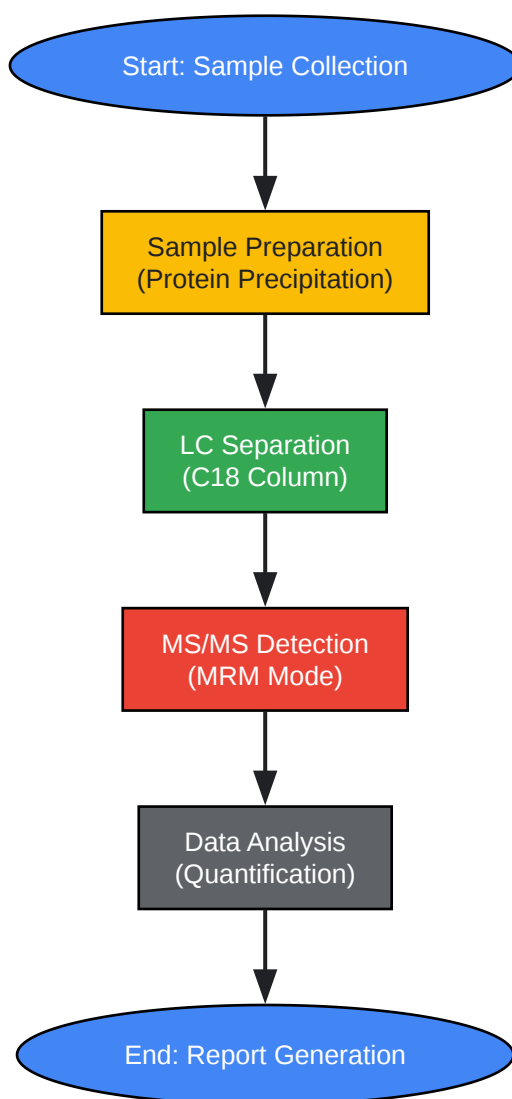 Start: Sample Collection
Sample Preparation
(Protein Precipitation)
LC Separation
(C18 Column)
MS/MS Detection
(MRM Mode)
Data Analysis
(Quantification)
End: Report Generation